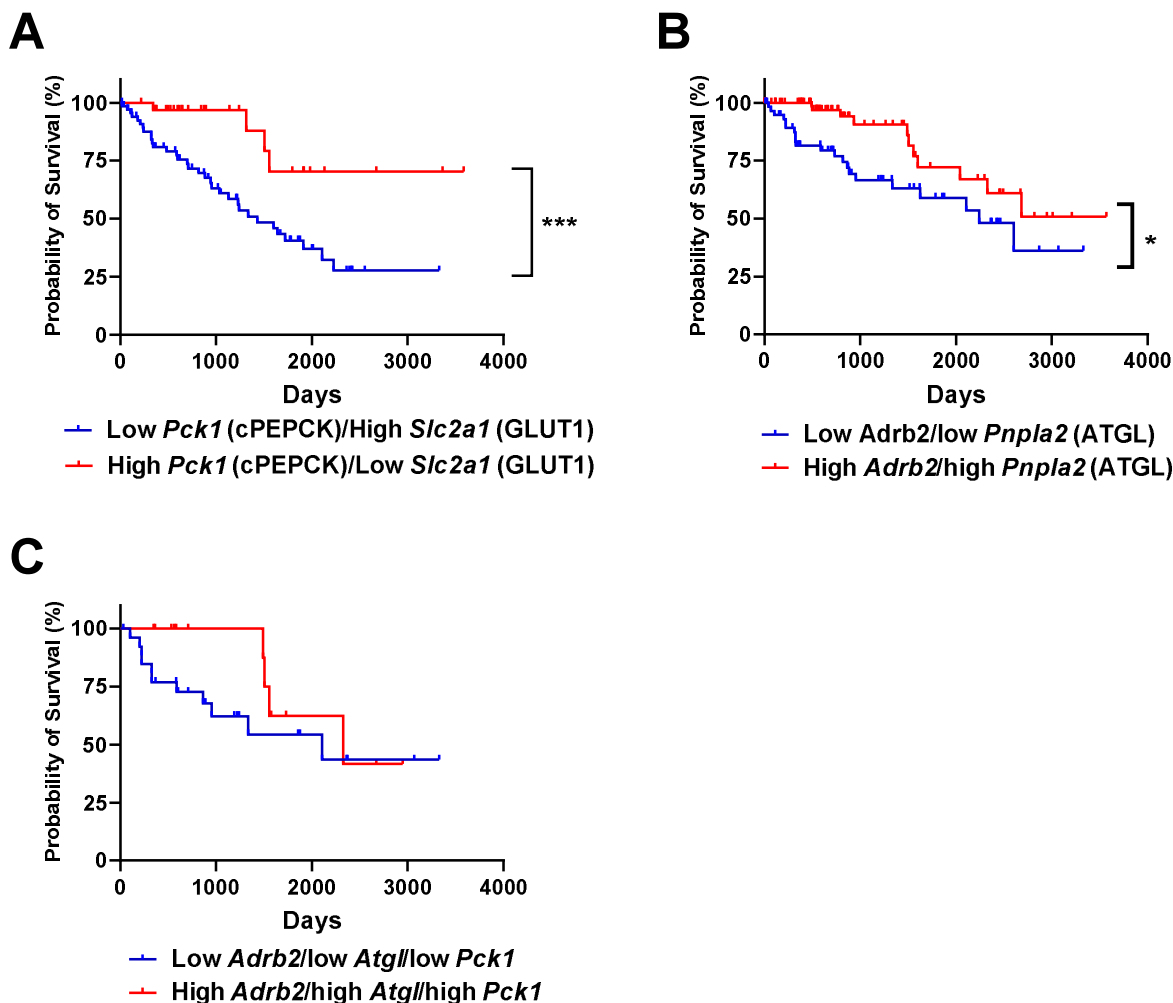 A
Probability of Survival (%)
100
75
50
25
0
0 1000 2000 3000 4000
Days
***
Low Pck1 (cPEPCK)/High Slc2a1 (GLUT1)
High Pck1 (cPEPCK)/Low Slc2a1 (GLUT1)
B
Probability of Survival (%)
100
75
50
25
0
0 1000 2000 3000 4000
Days
*
Low Adrb2/low Pnpla2 (ATGL)
High Adrb2/high Pnpla2 (ATGL)
C
Probability of Survival (%)
100
75
50
25
0
0 1000 2000 3000 4000
Days
Low Adrb2/low Atgl/low Pck1
High Adrb2/high Atgl/high Pck1